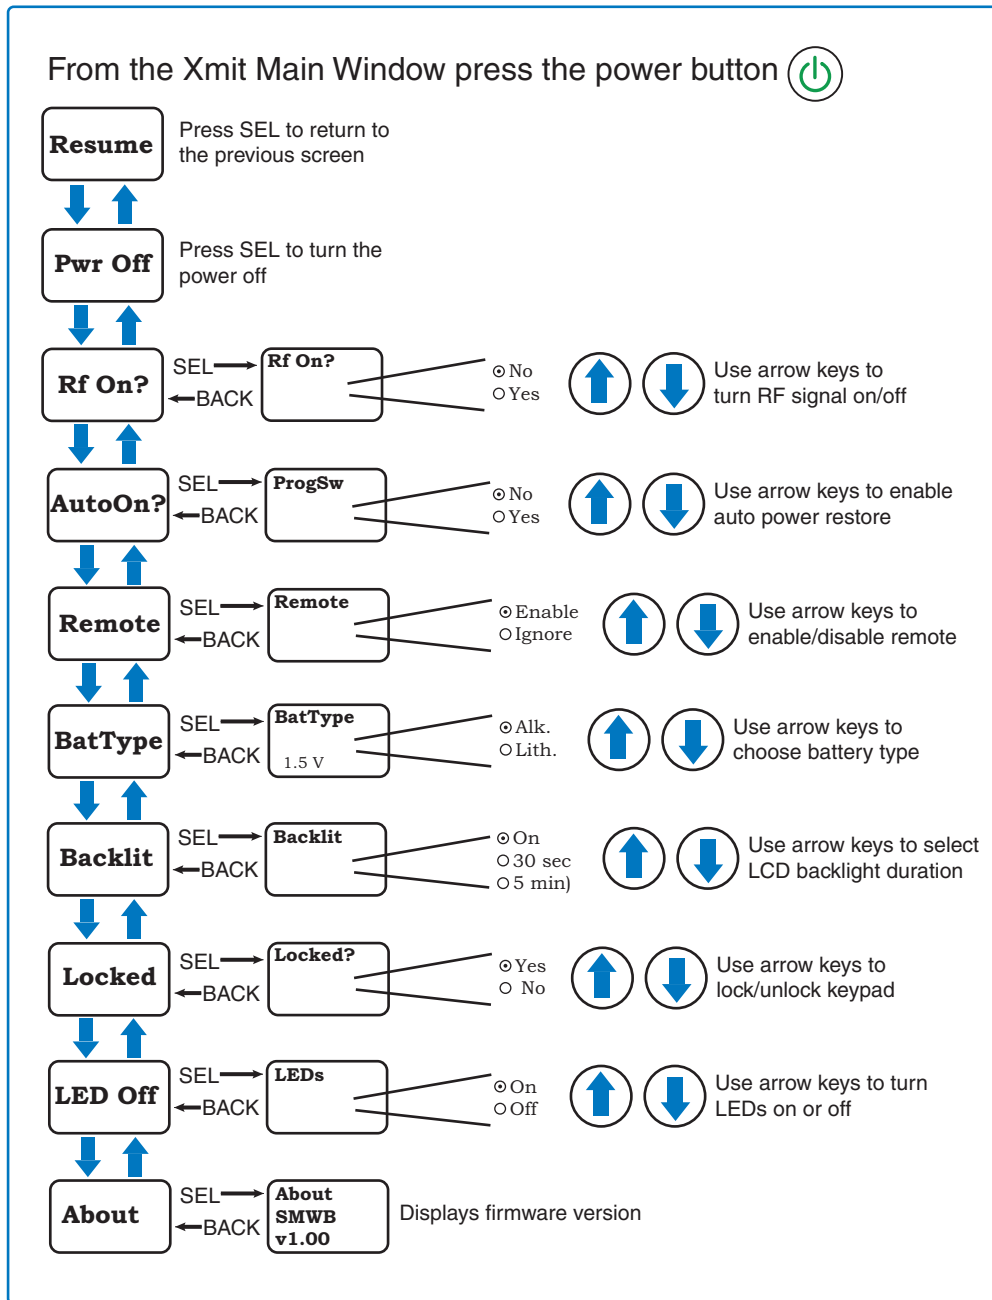 From the Xmit Main Window press the power button
Resume
Press SEL to return to
the previous screen
Pwr Off
Press SEL to turn the
power off
Rf On?
SEL
BACK
Rf On?
No
Yes
Use arrow keys to
turn RF signal on/off
AutoOn?
SEL
BACK
ProgSw
No
Yes
Use arrow keys to enable
auto power restore
Remote
SEL
BACK
Remote
Enable
Ignore
Use arrow keys to
enable/disable remote
BatType
SEL
BACK
BatType
1.5 V
Alk.
Lith.
Use arrow keys to
choose battery type
Backlit
SEL
BACK
Backlit
On
30 sec
5 min)
Use arrow keys to select
LCD backlight duration
Locked
SEL
BACK
Locked?
Yes
No
Use arrow keys to
lock/unlock keypad
LED Off
SEL
BACK
LEDs
On
Off
Use arrow keys to turn
LEDs on or off
About
SEL
BACK
About
SMWB
v1.00
Displays firmware version